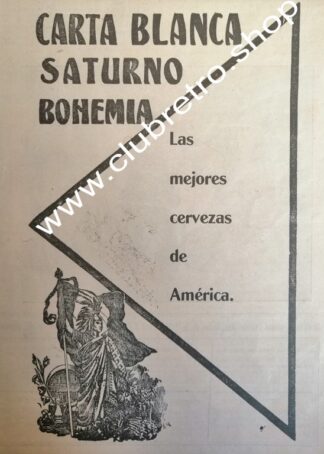 CARTA BLANCA
SATURNO
BOHEMIA.
Las
mejores
cervezas
de
América.
www.clubretro.shop